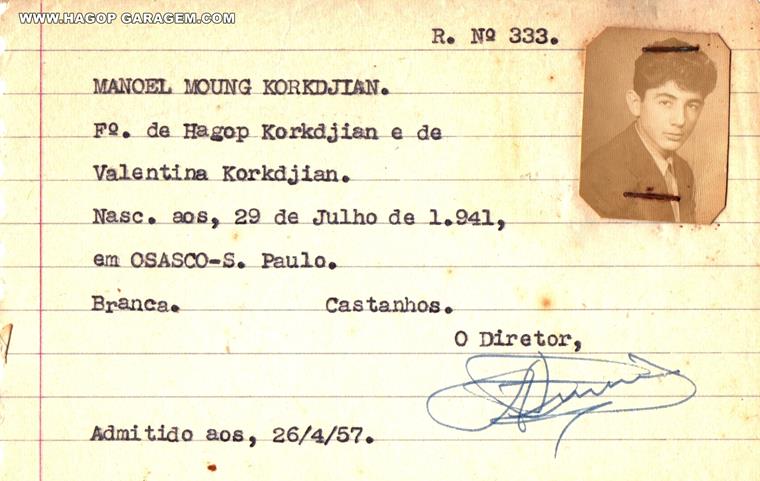 WWW.HAGOP GARAGEM.COM
R. Nº 333.
MANOEL MOUNG KORKDJIAN.
Fº. de Hagop Korkdjian e de
Valentina Korkdjian.
Nasc. aos, 29 de Julho de 1.941,
em OSASCO-S. Paulo.
Branca. Castanhos.
O Diretor,
Admitido aos, 26/4/57.